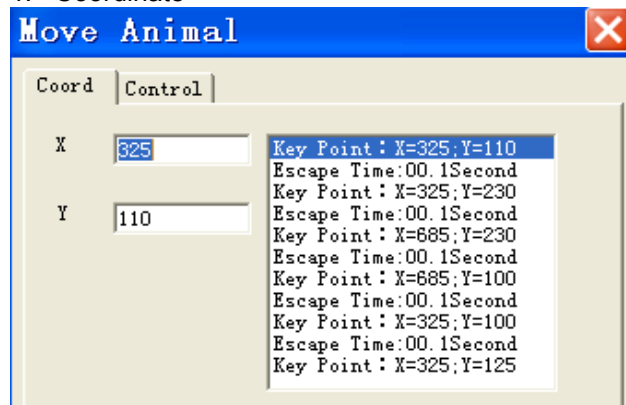 Move Animal
Coord Control
X 325
Y 110
Key Point：X=325;Y=110
Escape Time:00.1Second
Key Point：X=325;Y=230
Escape Time:00.1Second
Key Point：X=685;Y=230
Escape Time:00.1Second
Key Point：X=685;Y=100
Escape Time:00.1Second
Key Point：X=325;Y=100
Escape Time:00.1Second
Key Point：X=325;Y=125